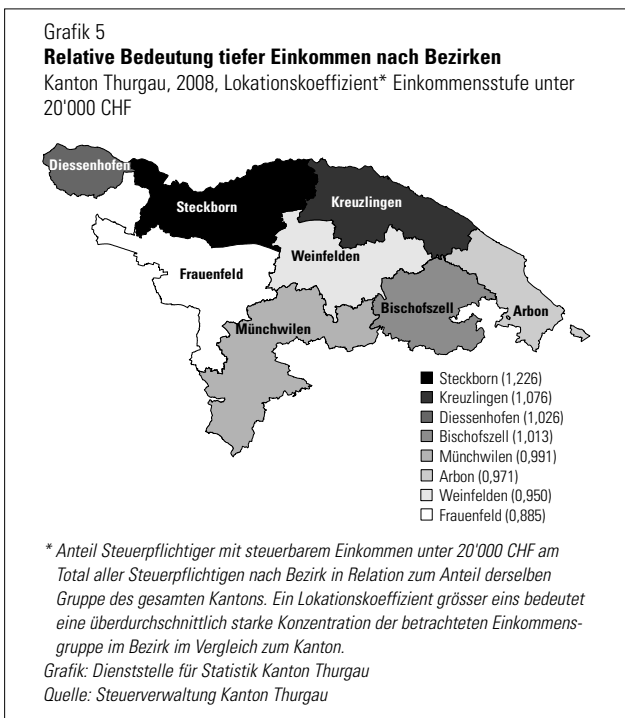 Grafik 5
Relative Bedeutung tiefer Einkommen nach Bezirken
Kanton Thurgau, 2008, Lokationskoeffizient* Einkommensstufe unter
20'000 CHF
Diessenhofen
Steckborn
Kreuzlingen
Weinfelden
Frauenfeld
Bischofszell
Arbon
Münchwilen
Steckborn (1,226)
Kreuzlingen (1,076)
Diessenhofen (1,026)
Bischofszell (1,013)
Münchwilen (0,991)
Arbon (0,971)
Weinfelden (0,950)
Frauenfeld (0,885)
* Anteil Steuerpflichtiger mit steuerbarem Einkommen unter 20'000 CHF am
Total aller Steuerpflichtigen nach Bezirk in Relation zum Anteil derselben
Gruppe des gesamten Kantons. Ein Lokationskoeffizient grösser eins bedeutet
eine überdurchschnittlich starke Konzentration der betrachteten Einkommens-
gruppe im Bezirk im Vergleich zum Kanton.
Grafik: Dienststelle für Statistik Kanton Thurgau
Quelle: Steuerverwaltung Kanton Thurgau